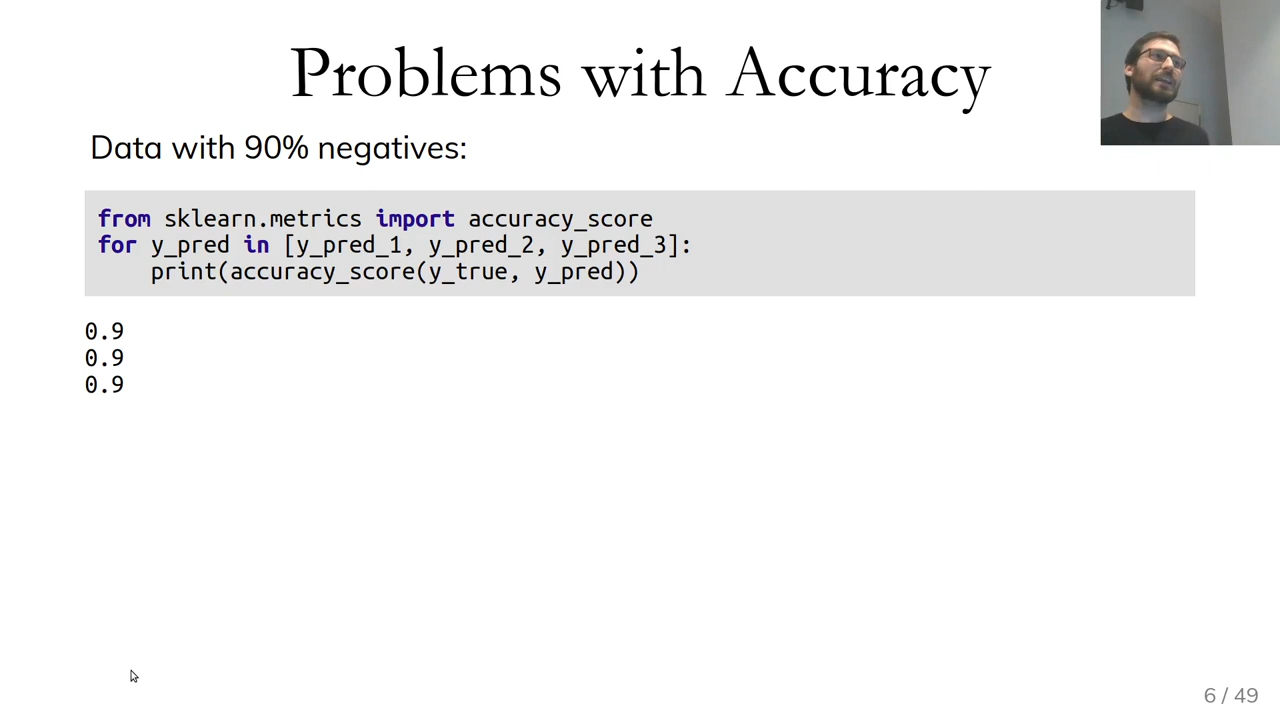 Problems with Accuracy
Data with 90% negatives:
from sklearn.metrics import accuracy_score
for y_pred in [y_pred_1, y_pred_2, y_pred_3]:
    print(accuracy_score(y_true, y_pred))
0.9
0.9
0.9
6 / 49